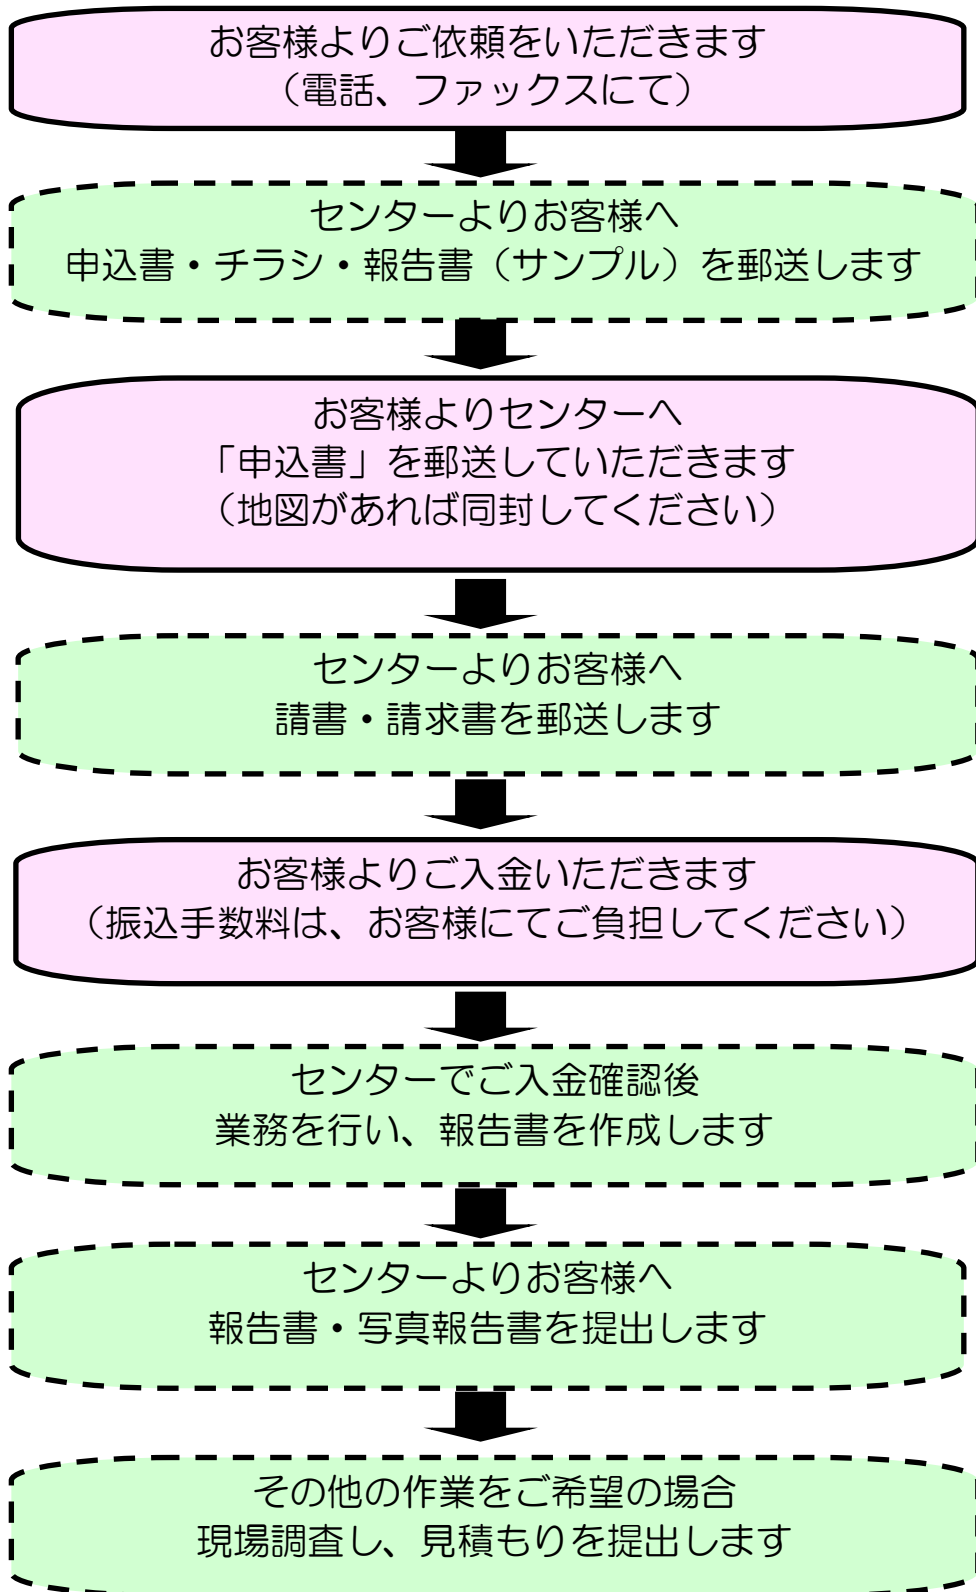 お客様よりご依頼をいただきます
（電話、ファックスにて）
センターよりお客様へ
申込書・チラシ・報告書（サンプル）を郵送します
お客様よりセンターへ
「申込書」を郵送していただきます
（地図があれば同封してください）
センターよりお客様へ
請書・請求書を郵送します
お客様よりご入金いただきます
（振込手数料は、お客様にてご負担してください）
センターでご入金確認後
業務を行い、報告書を作成します
センターよりお客様へ
報告書・写真報告書を提出します
その他の作業をご希望の場合
現場調査し、見積もりを提出します